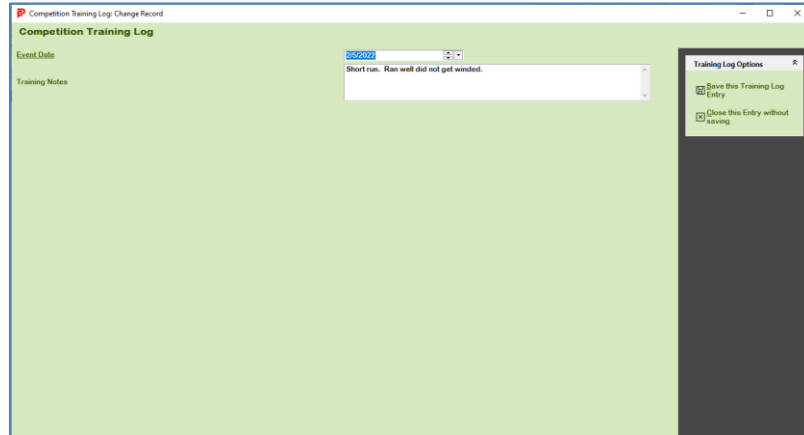 Competition Training Log: Change Record
Competition Training Log
Event Date
2/5/2022
Training Notes
Short run. Ran well did not get winded.
Training Log Options
Save this Training Log
Entry
Close this Entry without
saving